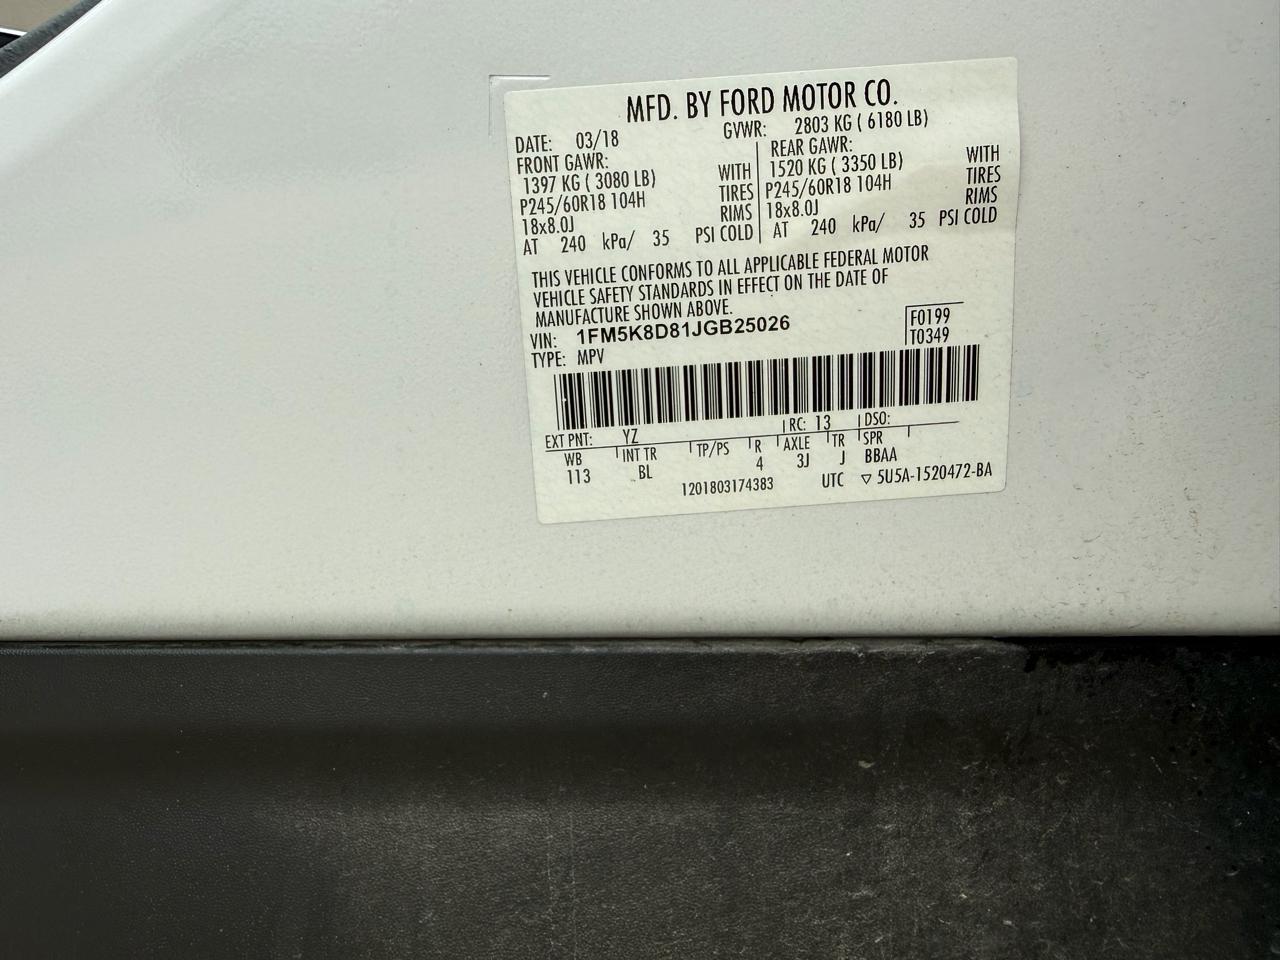 MFD. BY FORD MOTOR CO.
DATE: 03/18 GVWR: 2803 KG ( 6180 LB)
FRONT GAWR: REAR GAWR:
1397 KG ( 3080 LB) WITH 1520 KG ( 3350 LB) WITH
P245/60R18 104H TIRES P245/60R18 104H TIRES
18x8.0J RIMS 18x8.0J RIMS
AT 240 kPa/ 35 PSI COLD AT 240 kPa/ 35 PSI COLD
THIS VEHICLE CONFORMS TO ALL APPLICABLE FEDERAL MOTOR
VEHICLE SAFETY STANDARDS IN EFFECT ON THE DATE OF
MANUFACTURE SHOWN ABOVE.
VIN: 1FM5K8D81JGB25026 F0199
TYPE: MPV T0349
EXT PNT: YZ RC: 13 DSO:
WB INT TR TP/PS R AXLE TR SPR
113 BL 4 3J J BBAA
1201803174383 UTC ▽ 5U5A-1520472-BA